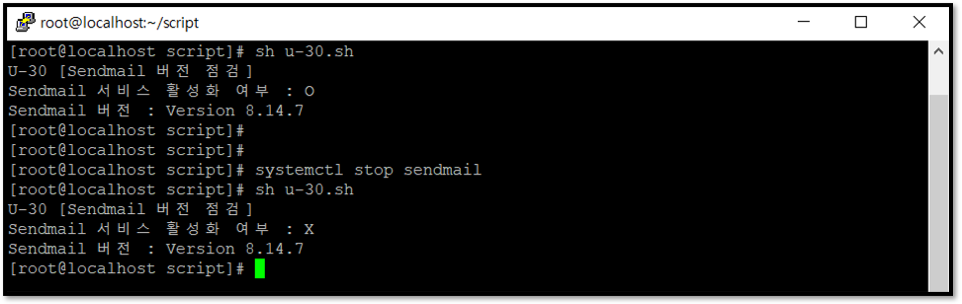 root@localhost:~/script
[root@localhost script]# sh u-30.sh
U-30 [Sendmail 버전 점검]
Sendmail 서비스 활성화 여부 : O
Sendmail 버전 : Version 8.14.7
[root@localhost script]#
[root@localhost script]#
[root@localhost script]# systemctl stop sendmail
[root@localhost script]# sh u-30.sh
U-30 [Sendmail 버전 점검]
Sendmail 서비스 활성화 여부 : X
Sendmail 버전 : Version 8.14.7
[root@localhost script]#